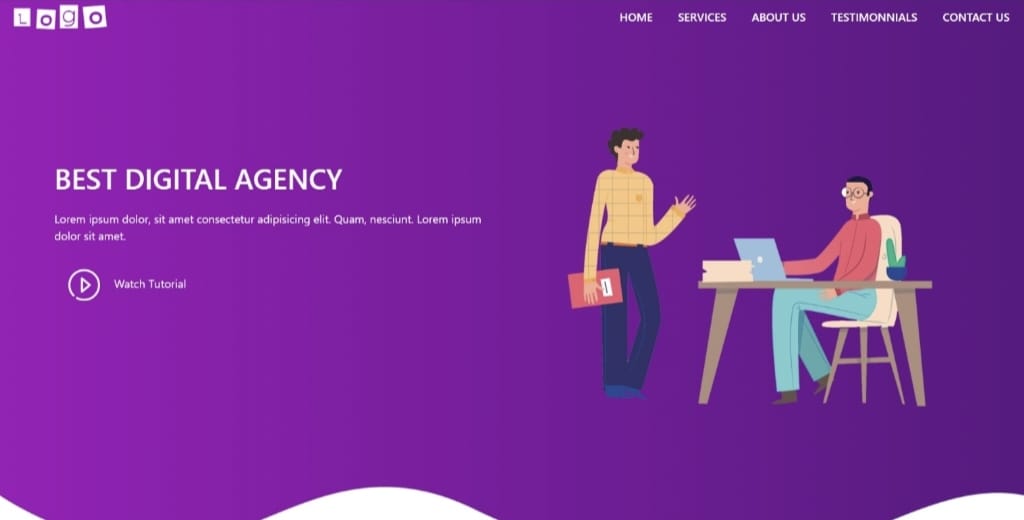 LOGO
HOME SERVICES ABOUT US TESTIMONNIALS CONTACT US
BEST DIGITAL AGENCY
Lorem ipsum dolor, sit amet consectetur adipisicing elit. Quam, nesciunt. Lorem ipsum
dolor sit amet.
Watch Tutorial